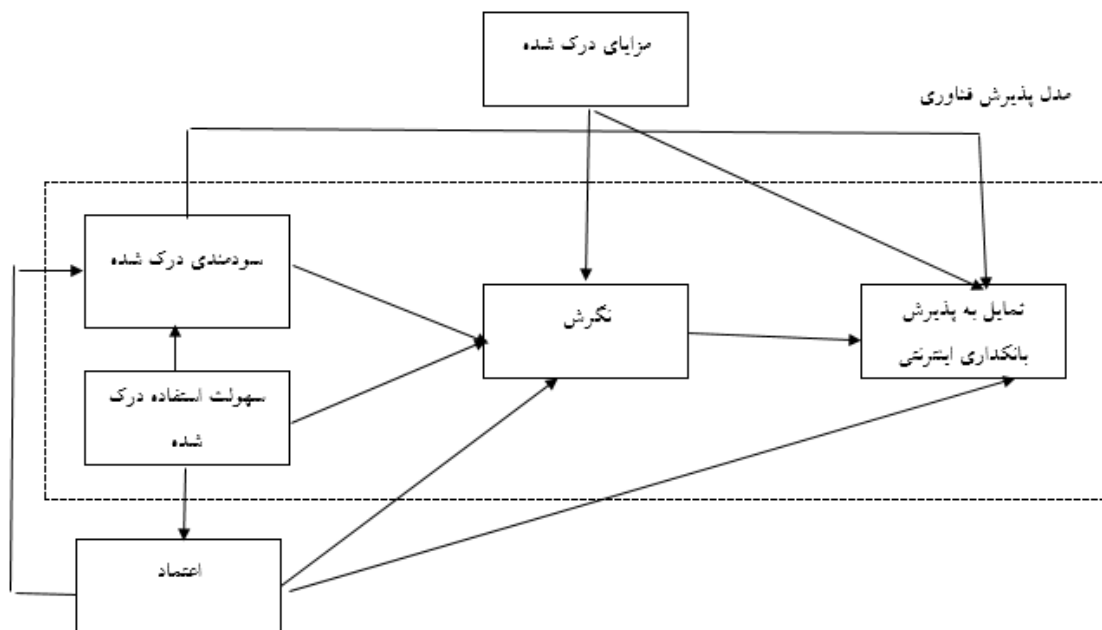 مزایای درک شده
مدل پذیرش فناوری
سودمندی درک شده
نگرش
تمایل به پذیرش
بانکداری اینترنتی
سهولت استفاده درک
شده
اعتماد